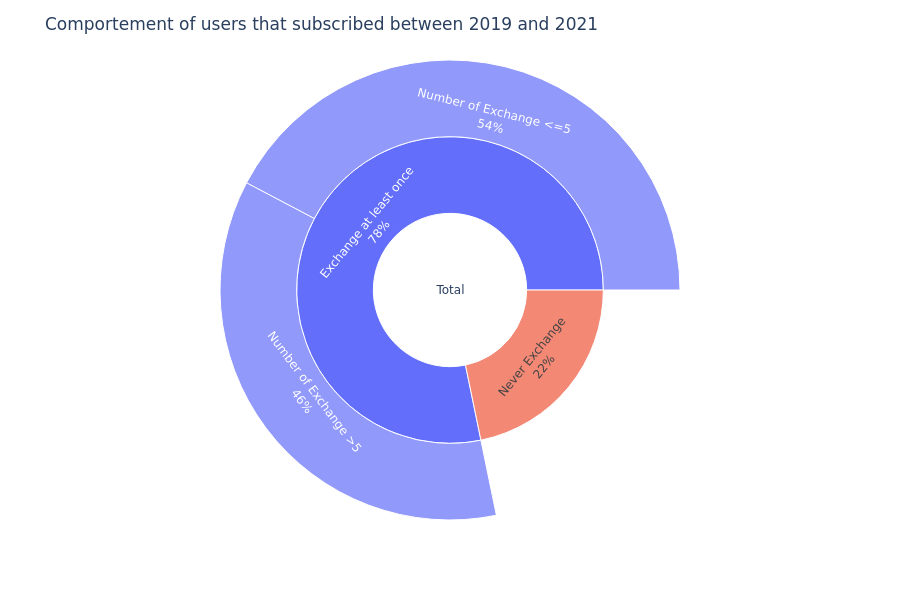 Comportement of users that subscribed between 2019 and 2021
Number of Exchange <=5
54%
Exchange at least once
78%
Total
Never Exchange
22%
Number of Exchange >5
46%